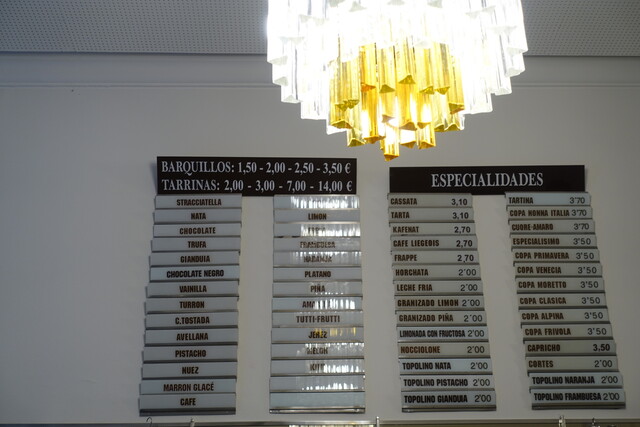 BARQUILLOS: 1,50 - 2,00 - 2,50 - 3,50 €
TARRINAS: 2,00 - 3,00 - 7,00 - 14,00 €
STRACCIATELLA
NATA
CHOCOLATE
TRUFA
GIANDUIA
CHOCOLATE NEGRO
VAINILLA
TURRON
C.TOSTADA
AVELLANA
PISTACHO
NUEZ
MARRON GLACÉ
CAFE
LIMON
FRAMBUESA
NARANJA
PLATANO
PIÑA
TUTTI-FRUTTI
JEREZ
MELON
KIWI
ESPECIALIDADES
CASSATA 3,10
TARTA 3,10
KAFENAT 2,70
CAFE LIEGEOIS 2,70
FRAPPE 2,70
HORCHATA 2'00
LECHE FRIA 2'00
GRANIZADO LIMON 2'00
GRANIZADO PIÑA 2'00
LIMONADA CON FRUCTOSA 2'00
NOCCIOLONE 2'00
TOPOLINO NATA 2'00
TOPOLINO PISTACHO 2'00
TOPOLINO GIANDUIA 2'00
TARTINA 3'70
COPA NONNA ITALIA 3'70
CUORE-AMARO 3'70
ESPECIALISIMO 3'50
COPA PRIMAVERA 3'50
COPA VENECIA 3'50
COPA MORETTO 3'50
COPA CLASICA 3'50
COPA ALPINA 3'50
COPA FRIVOLA 3'50
CAPRICHO 3.50
CORTES 2'00
TOPOLINO NARANJA 2'00
TOPOLINO FRAMBUESA 2'00